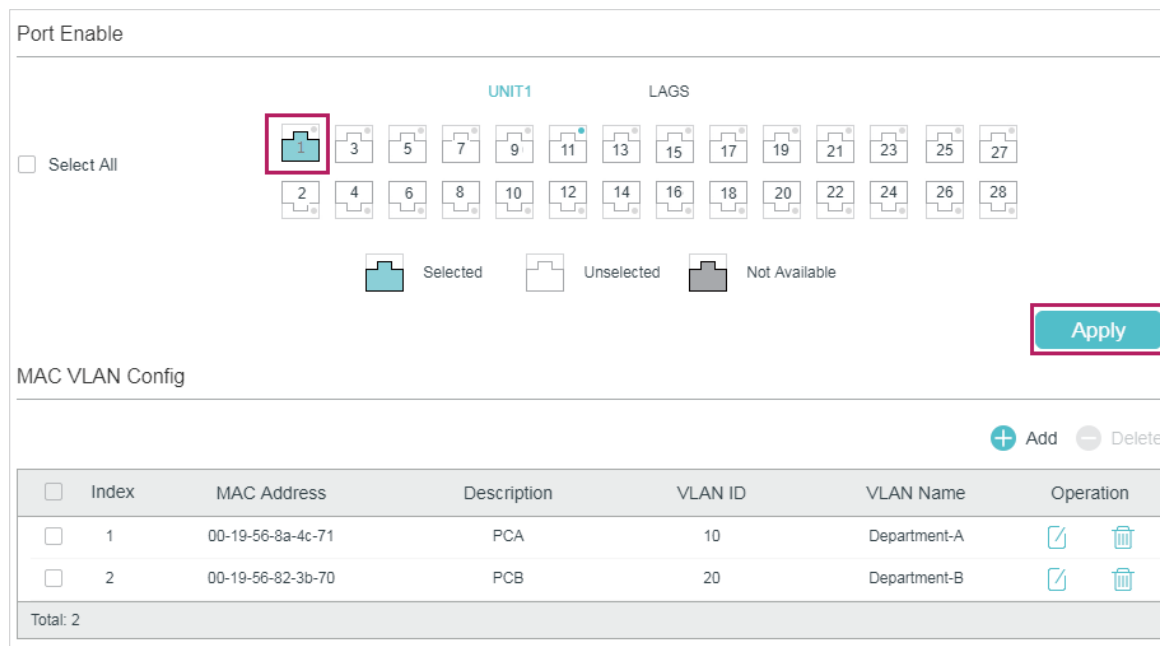 Port Enable
UNIT1 LAGS
Select All
1 3 5 7 9 11 13 15 17 19 21 23 25 27
2 4 6 8 10 12 14 16 18 20 22 24 26 28
Selected Unselected Not Available
Apply
MAC VLAN Config
Add Delete
Index MAC Address Description VLAN ID VLAN Name Operation
1 00-19-56-8a-4c-71 PCA 10 Department-A
2 00-19-56-82-3b-70 PCB 20 Department-B
Total: 2